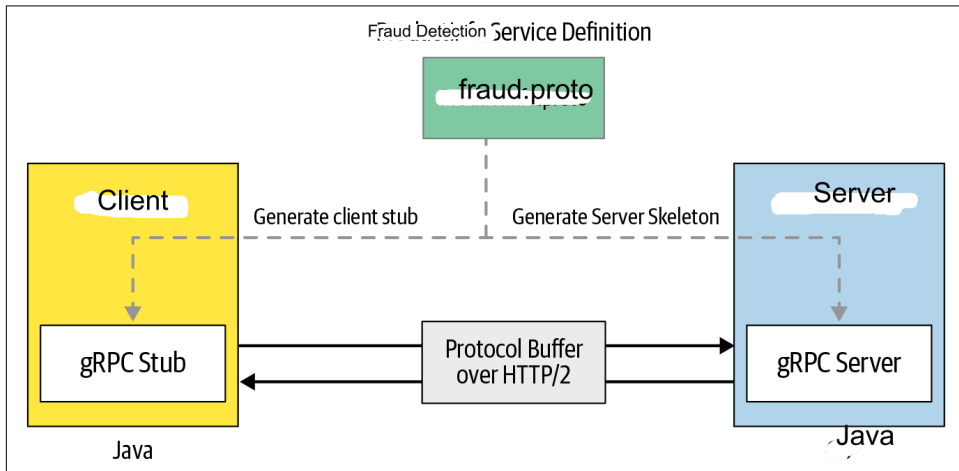 Fraud Detection Service Definition
fraud.proto
Client
Server
Generate client stub
Generate Server Skeleton
gRPC Stub
Protocol Buffer
over HTTP/2
gRPC Server
Java
Java